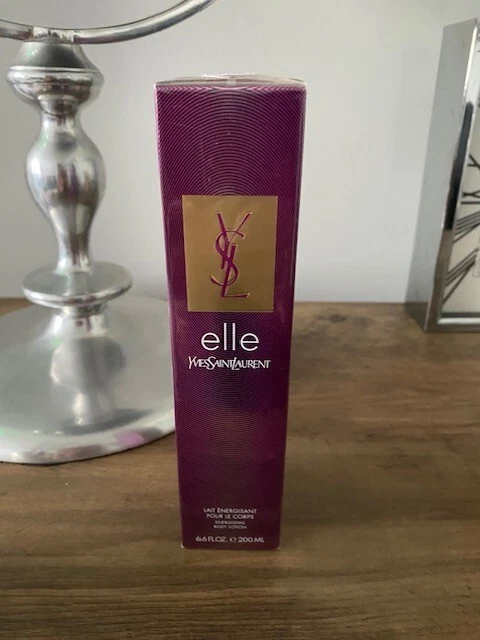 YSL
elle
YVESSAINTLAURENT
LAIT ÉNERGISANT
POUR LE CORPS
ENERGISING
BODY LOTION
6.6 FL.OZ. ℮ 200 ML